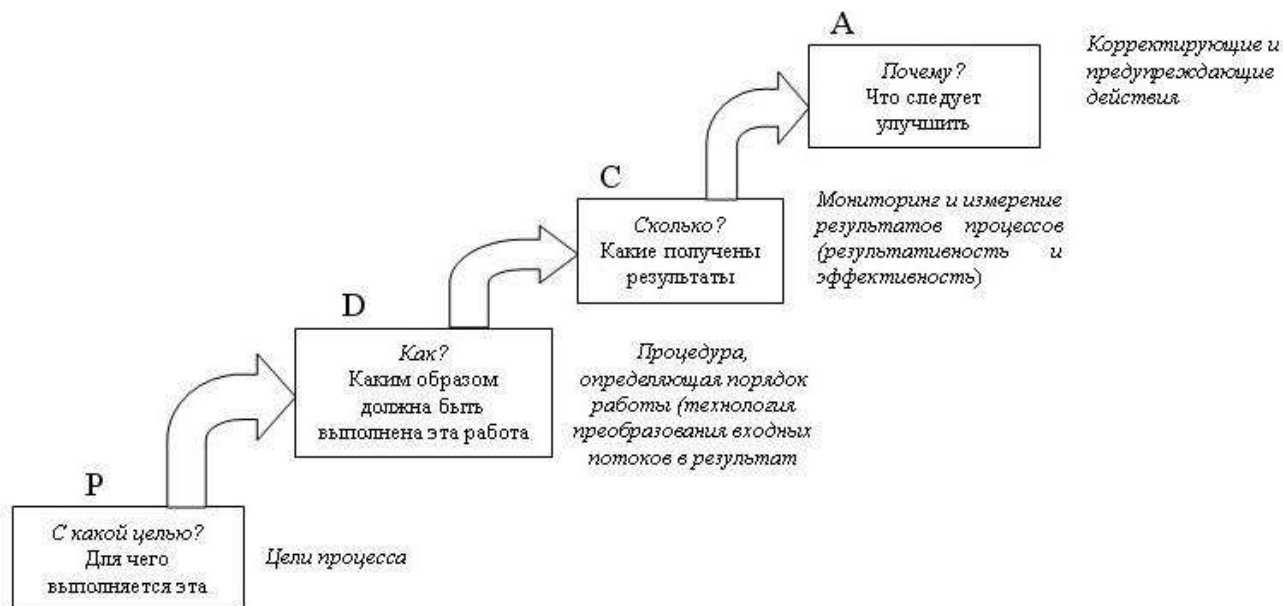 A
Почему?
Что следует
улучшить
Корректирующие и
предупреждающие
действия
C
Сколько?
Какие получены
результаты
Мониторинг и измерение
результатов процессов
(результативность и
эффективность)
D
Как?
Каким образом
должна быть
выполнена эта работа
Процедура,
определяющая порядок
работы (технология
преобразования входных
потоков в результат
P
С какой целью?
Для чего
выполняется эта
Цели процесса